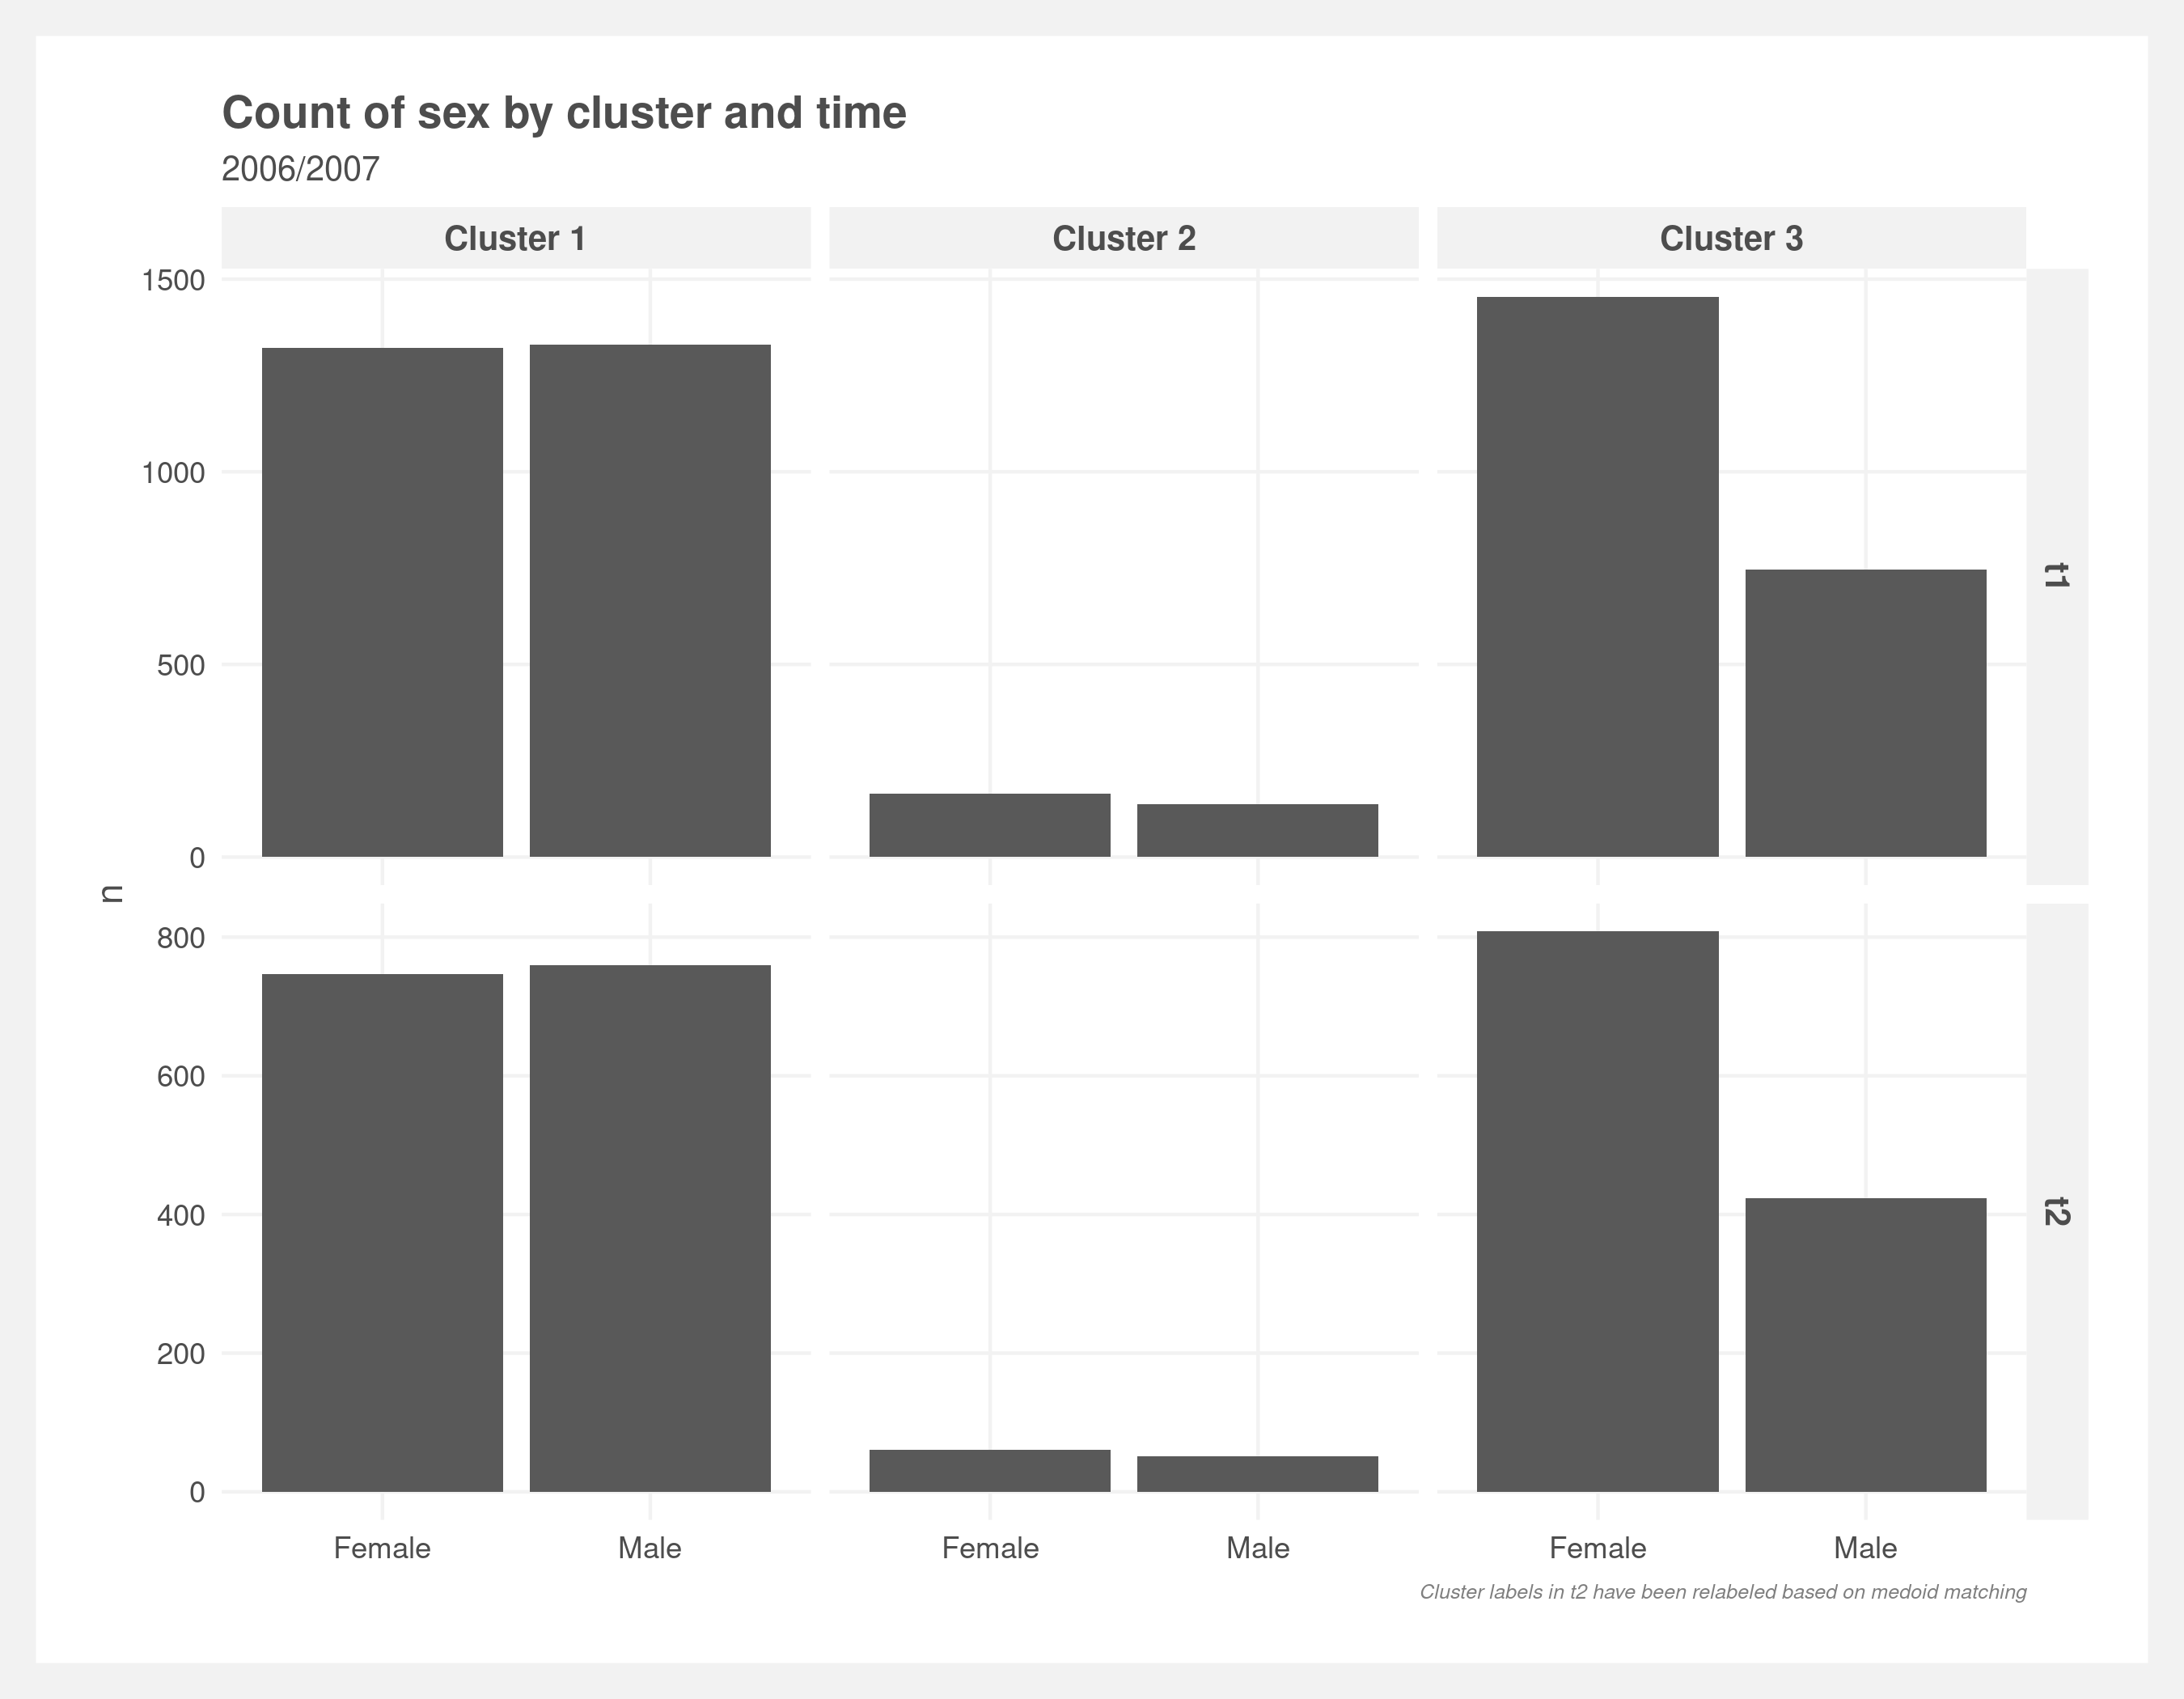 Count of sex by cluster and time
2006/2007
Cluster 1 Cluster 2 Cluster 3
1500
1000
500
0
t1
n
800
600
400
200
0
t2
Female Male Female Male Female Male
Cluster labels in t2 have been relabeled based on medoid matching